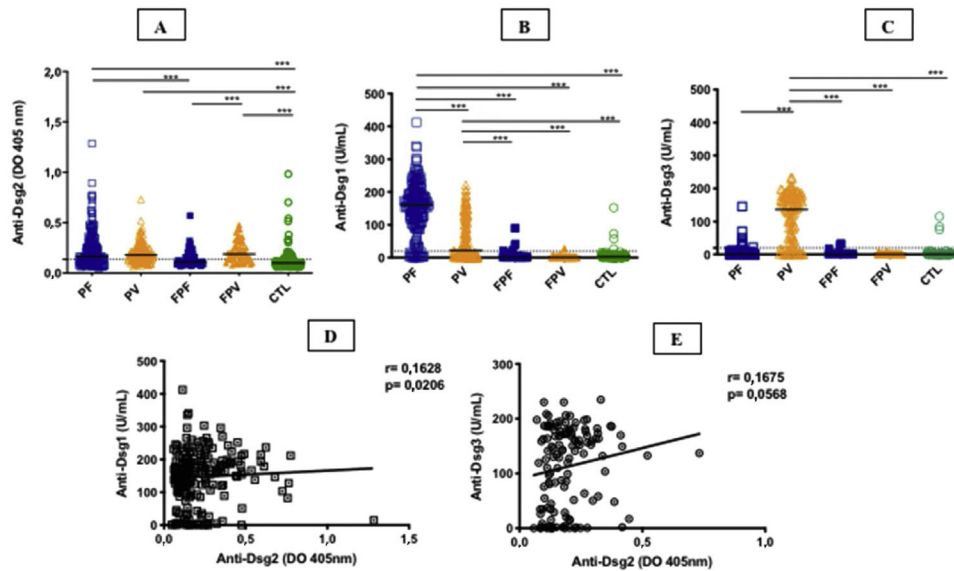 A
Anti-Dsg2 (DO 405 nm)
2,0
1,5
1,0
0,5
0,0
***
***
***
***
***
PF
PV
FPF
FPV
CTL
B
Anti-Dsg1 (U/mL)
500
400
300
200
100
0
***
***
***
***
***
***
***
PF
PV
FPF
FPV
CTL
C
Anti-Dsg3 (U/mL)
500
400
300
200
100
0
***
***
***
***
PF
PV
FPF
FPV
CTL
D
r= 0,1628
p= 0,0206
Anti-Dsg1 (U/mL)
500
400
300
200
100
0
0,0
0,5
1,0
1,5
Anti-Dsg2 (DO 405nm)
E
r= 0,1675
p= 0,0568
Anti-Dsg3 (U/mL)
300
200
100
0
0,0
0,5
1,0
Anti-Dsg2 (DO 405nm)